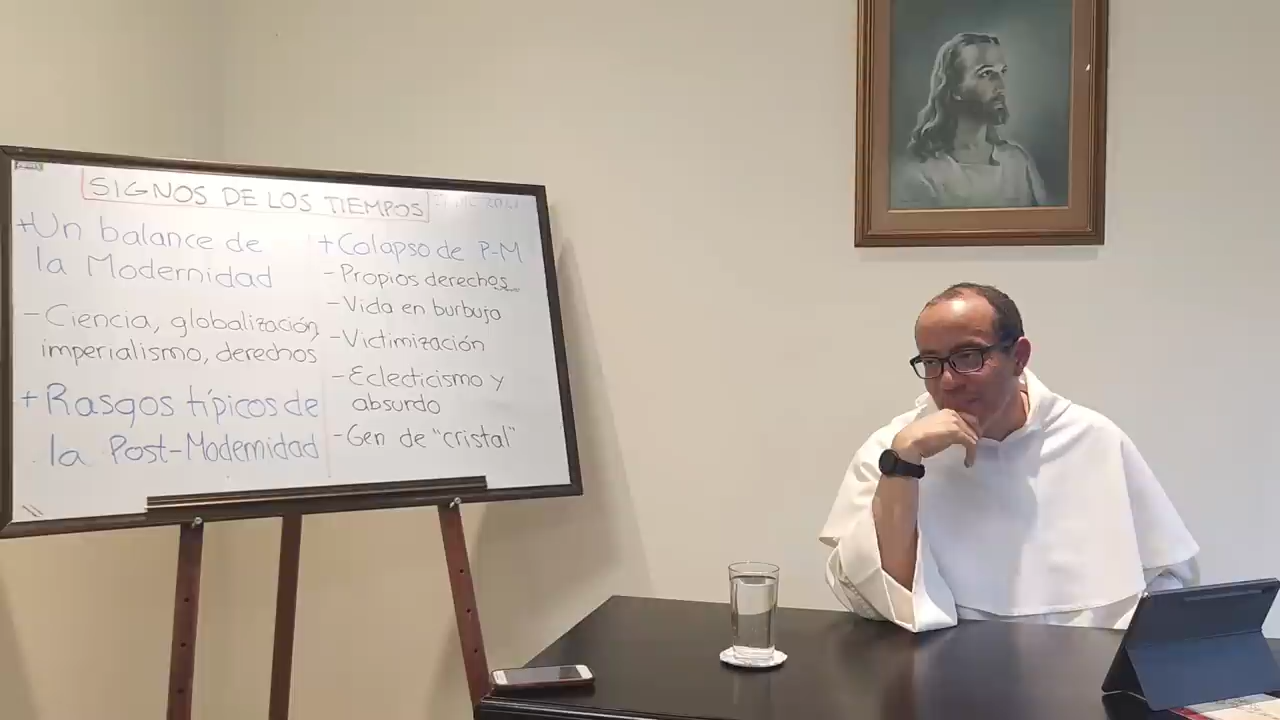 SIGNOS DE LOS TIEMPOS
+Un balance de
la Modernidad
-Ciencia, globalización,
imperialismo, derechos
+Rasgos típicos de
la Post-Modernidad
+Colapso de P-M
-Propios derechos...
-Vida en burbuja
-Victimización
-Eclecticismo y
absurdo
-Gen de "cristal"